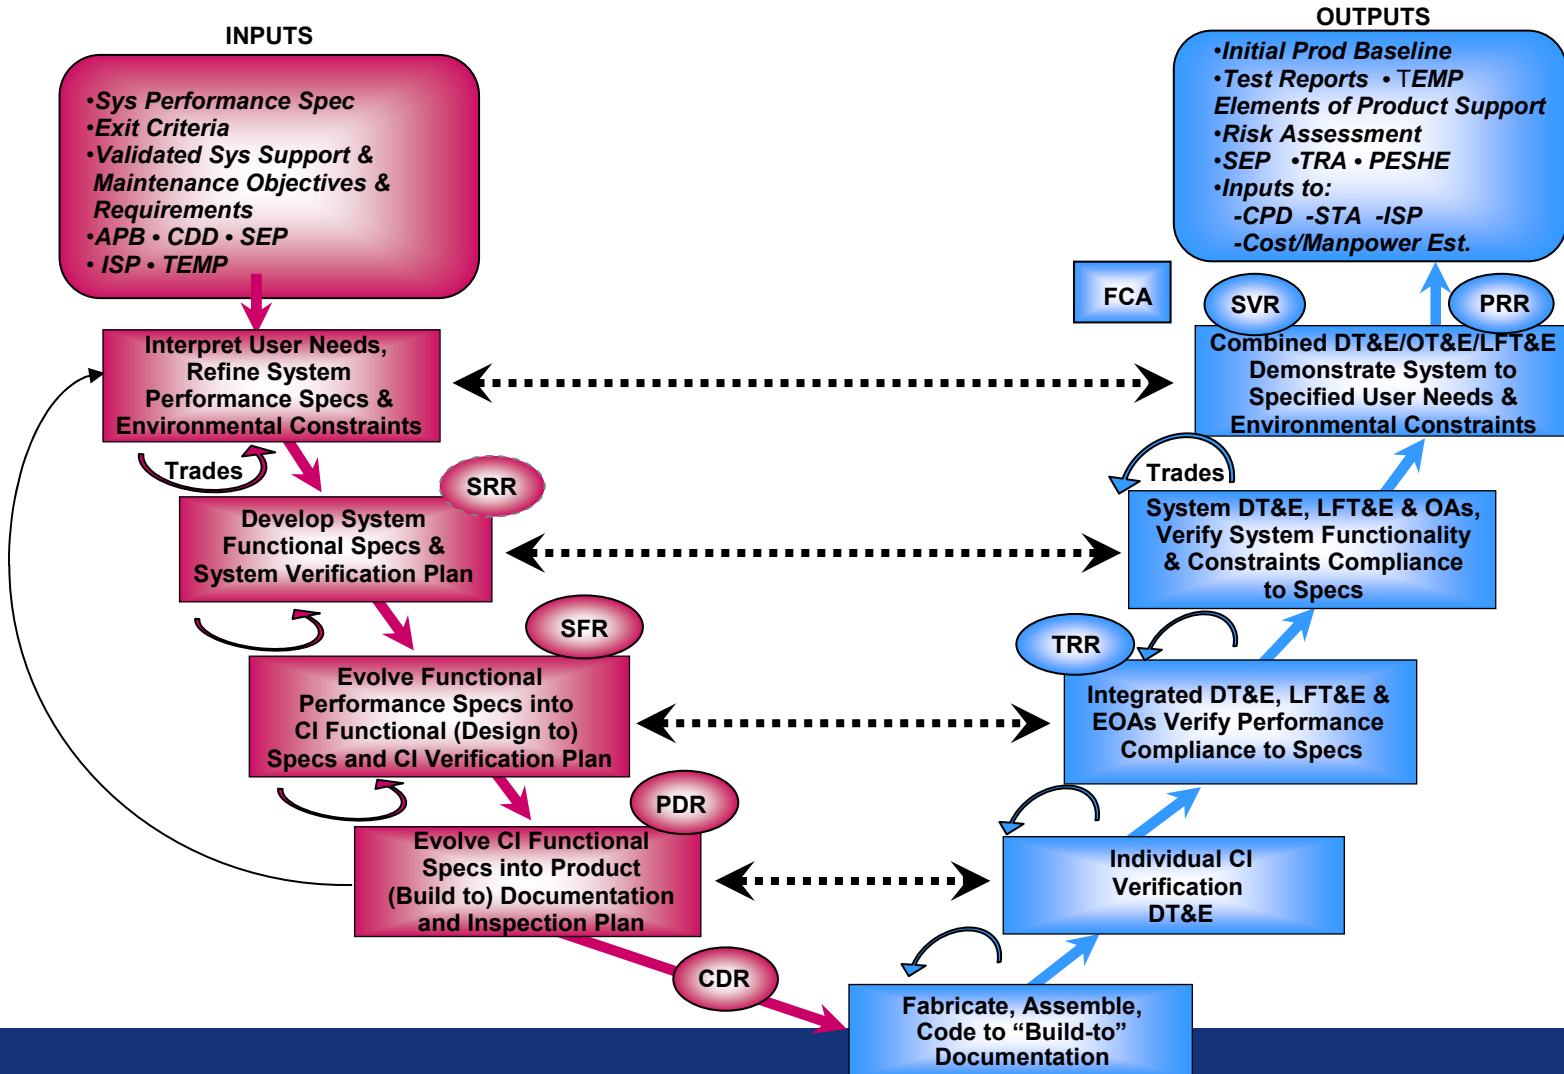 INPUTS
•Sys Performance Spec
•Exit Criteria
•Validated Sys Support &
Maintenance Objectives &
Requirements
•APB • CDD • SEP
• ISP • TEMP
OUTPUTS
•Initial Prod Baseline
•Test Reports • TEMP
Elements of Product Support
•Risk Assessment
•SEP •TRA • PESHE
•Inputs to:
-CPD -STA -ISP
-Cost/Manpower Est.
FCA
SVR
PRR
Interpret User Needs,
Refine System
Performance Specs &
Environmental Constraints
Combined DT&E/OT&E/LFT&E
Demonstrate System to
Specified User Needs &
Environmental Constraints
Trades
SRR
Trades
Develop System
Functional Specs &
System Verification Plan
System DT&E, LFT&E & OAs,
Verify System Functionality
& Constraints Compliance
to Specs
SFR
TRR
Evolve Functional
Performance Specs into
CI Functional (Design to)
Specs and CI Verification Plan
Integrated DT&E, LFT&E &
EOAs Verify Performance
Compliance to Specs
PDR
Evolve CI Functional
Specs into Product
(Build to) Documentation
and Inspection Plan
Individual CI
Verification
DT&E
CDR
Fabricate, Assemble,
Code to “Build-to”
Documentation